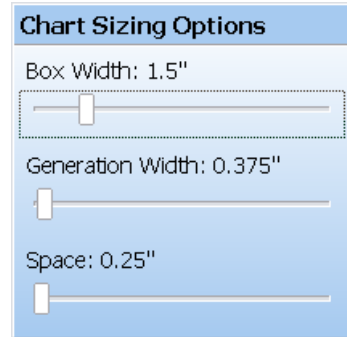 Chart Sizing Options
Box Width: 1.5"
Generation Width: 0.375"
Space: 0.25"